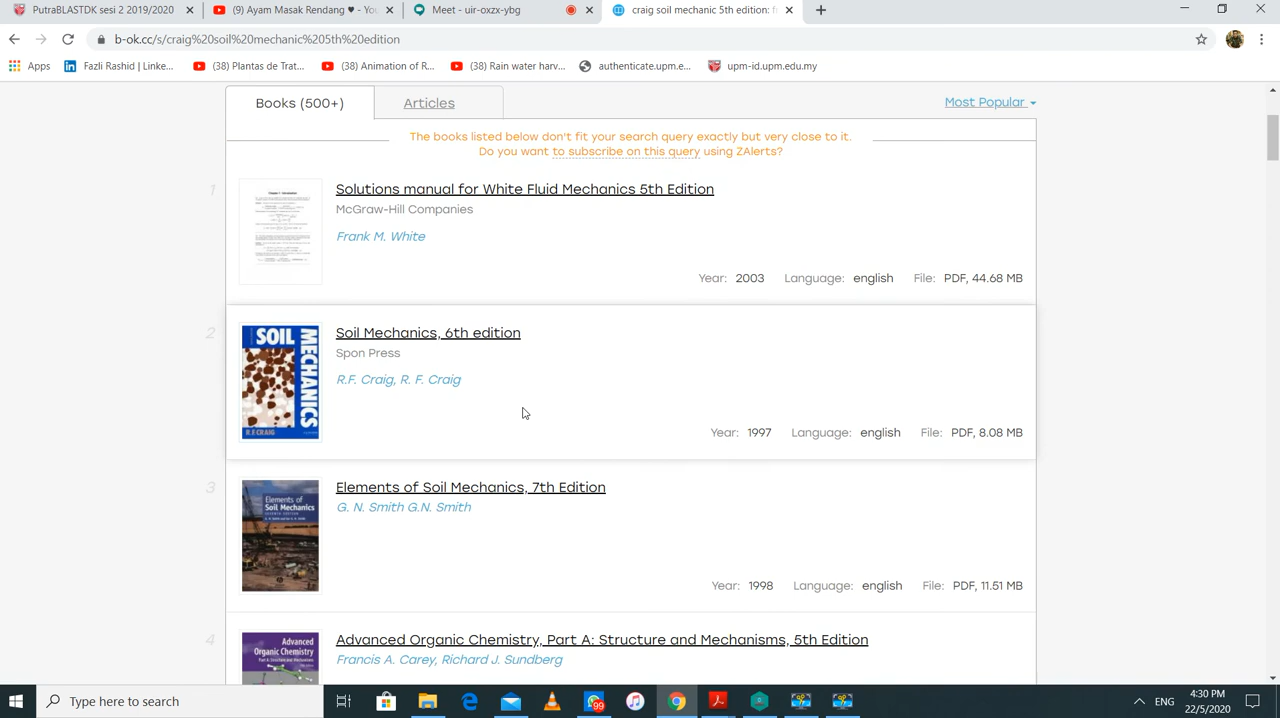 PutraBLASTDK sesi 2 2019/2020
(9) Ayam Masak Rendang ♥ - You
Meet - uir-oxzx-ybg
craig soil mechanic 5th edition: f
b-ok.cc/s/craig%20soil%20mechanic%205th%20edition
Apps
Fazli Rashid | Linke...
(38) Plantas de Trat...
(38) Animation of R...
(38) Rain water harv...
authenticate.upm.e...
upm-id.upm.edu.my
Books (500+)
Articles
Most Popular
The books listed below don't fit your search query exactly but very close to it.
Do you want to subscribe on this query using ZAlerts?
1
Solutions manual for White Fluid Mechanics 5th Edition
McGraw-Hill Companies
Frank M. White
Year: 2003 Language: english File: PDF, 44.68 MB
2
SOIL
MECHANICS
R F CRAIG
Soil Mechanics, 6th edition
Spon Press
R.F. Craig, R. F. Craig
Year: 1997 Language: english File: PDF, 8.08 MB
3
Elements of
Soil Mechanics
Elements of Soil Mechanics, 7th Edition
G. N. Smith G.N. Smith
Year: 1998 Language: english File: PDF, 11.51 MB
4
Advanced
Organic Chemistry
Advanced Organic Chemistry, Part A: Structure and Mechanisms, 5th Edition
Francis A. Carey, Richard J. Sundberg
Type here to search
99
ENG
4:30 PM
22/5/2020